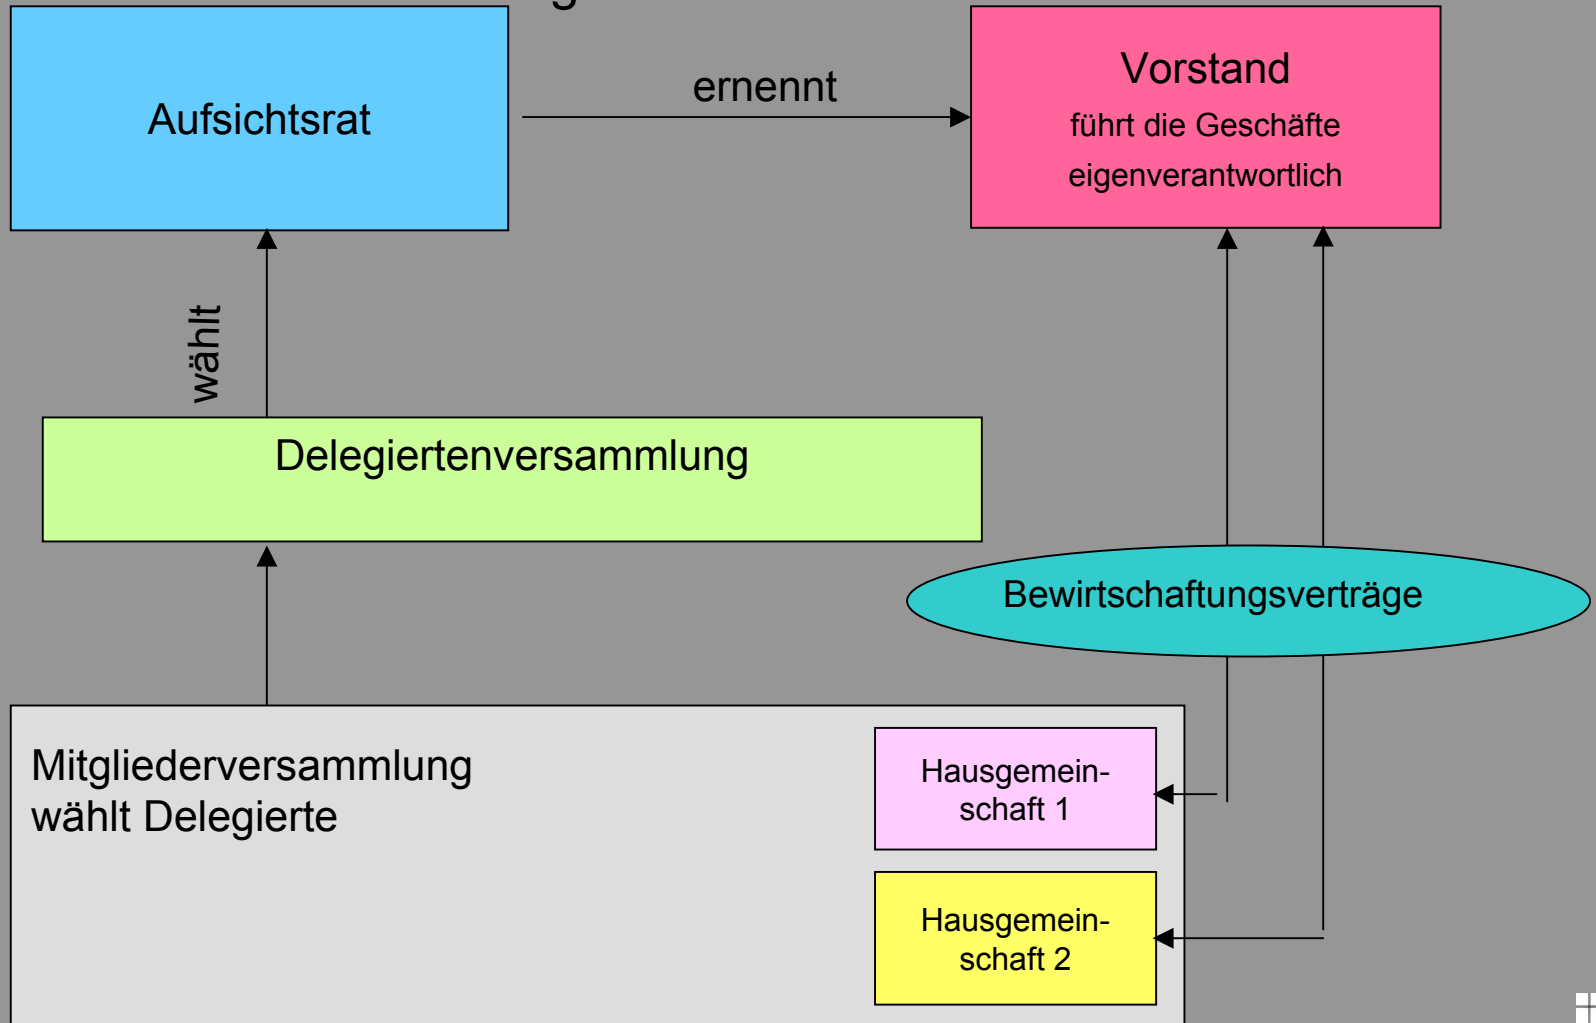 Aufsichtsrat
ernennt
Vorstand
führt die Geschäfte
eigenverantwortlich
wählt
Delegiertenversammlung
Bewirtschaftungsverträge
Mitgliederversammlung
wählt Delegierte
Hausgemein-
schaft 1
Hausgemein-
schaft 2